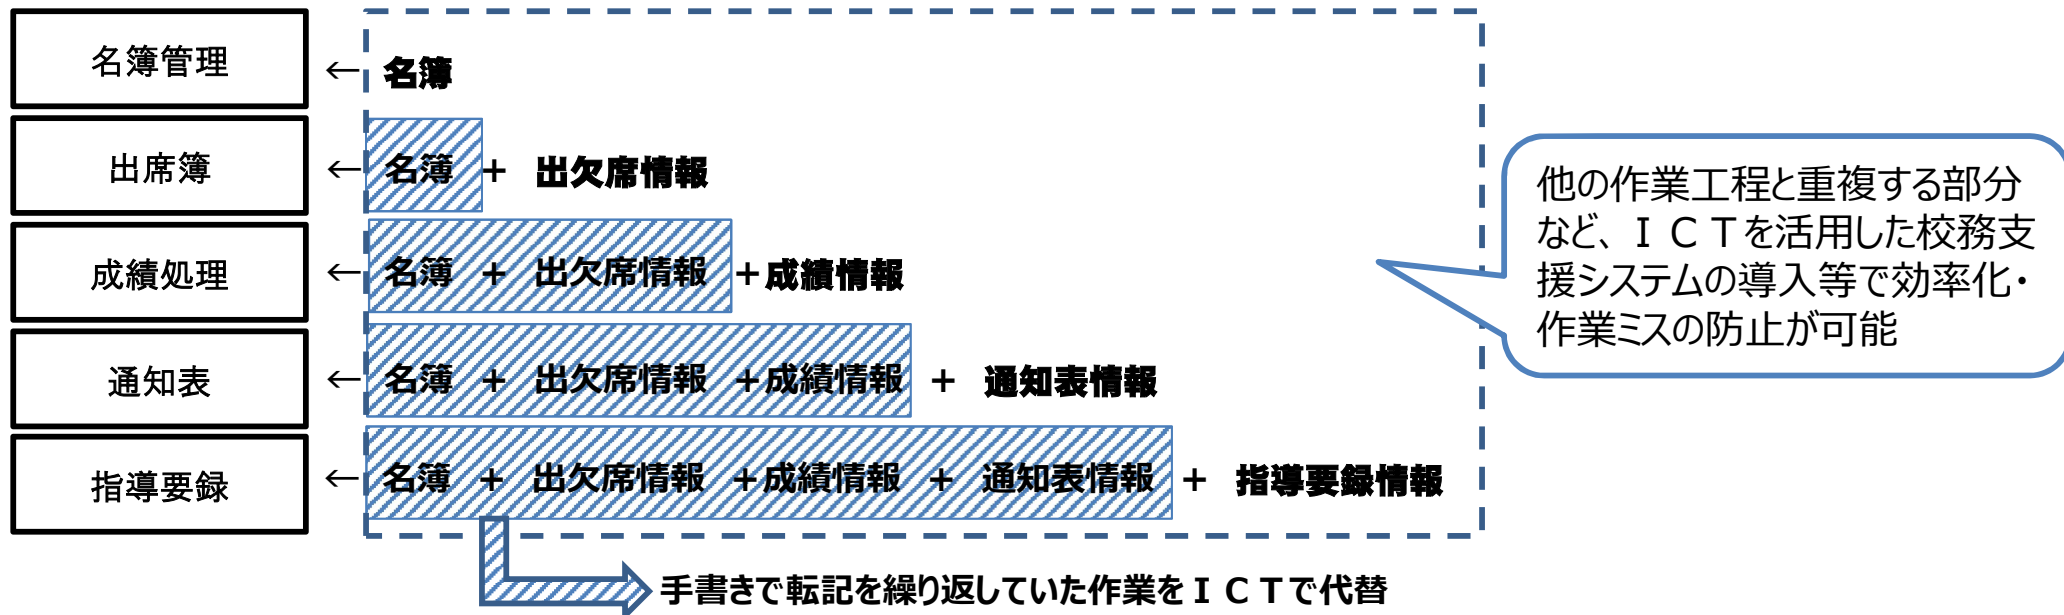 名簿管理 ← 名簿
出席簿 ← 名簿 + 出欠席情報
成績処理 ← 名簿 + 出欠席情報 +成績情報
通知表 ← 名簿 + 出欠席情報 +成績情報 + 通知表情報
指導要録 ← 名簿 + 出欠席情報 +成績情報 + 通知表情報 + 指導要録情報
他の作業工程と重複する部分
など、ＩＣＴを活用した校務支
援システムの導入等で効率化・
作業ミスの防止が可能
手書きで転記を繰り返していた作業をＩＣＴで代替